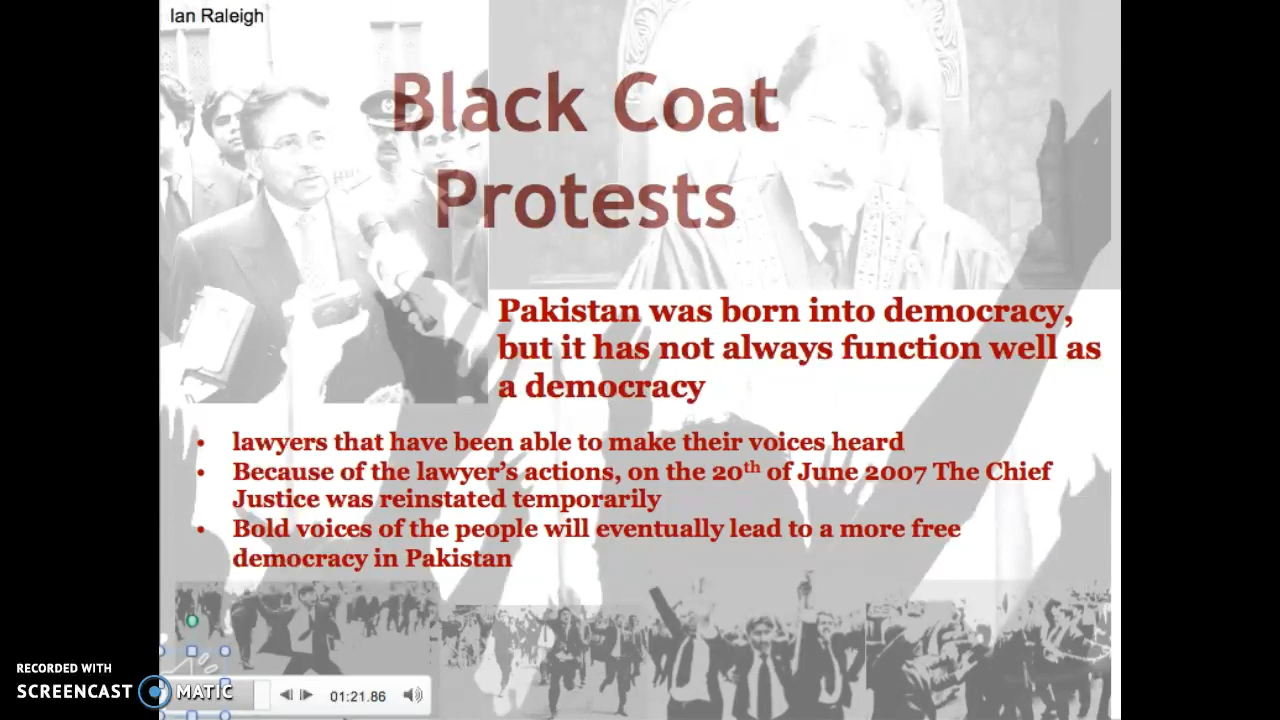 Ian Raleigh
Black Coat
Protests
Pakistan was born into democracy,
but it has not always function well as
a democracy
• lawyers that have been able to make their voices heard
• Because of the lawyer's actions, on the 20th of June 2007 The Chief
Justice was reinstated temporarily
• Bold voices of the people will eventually lead to a more free
democracy in Pakistan
RECORDED WITH
SCREENCAST MATIC
01:21.86